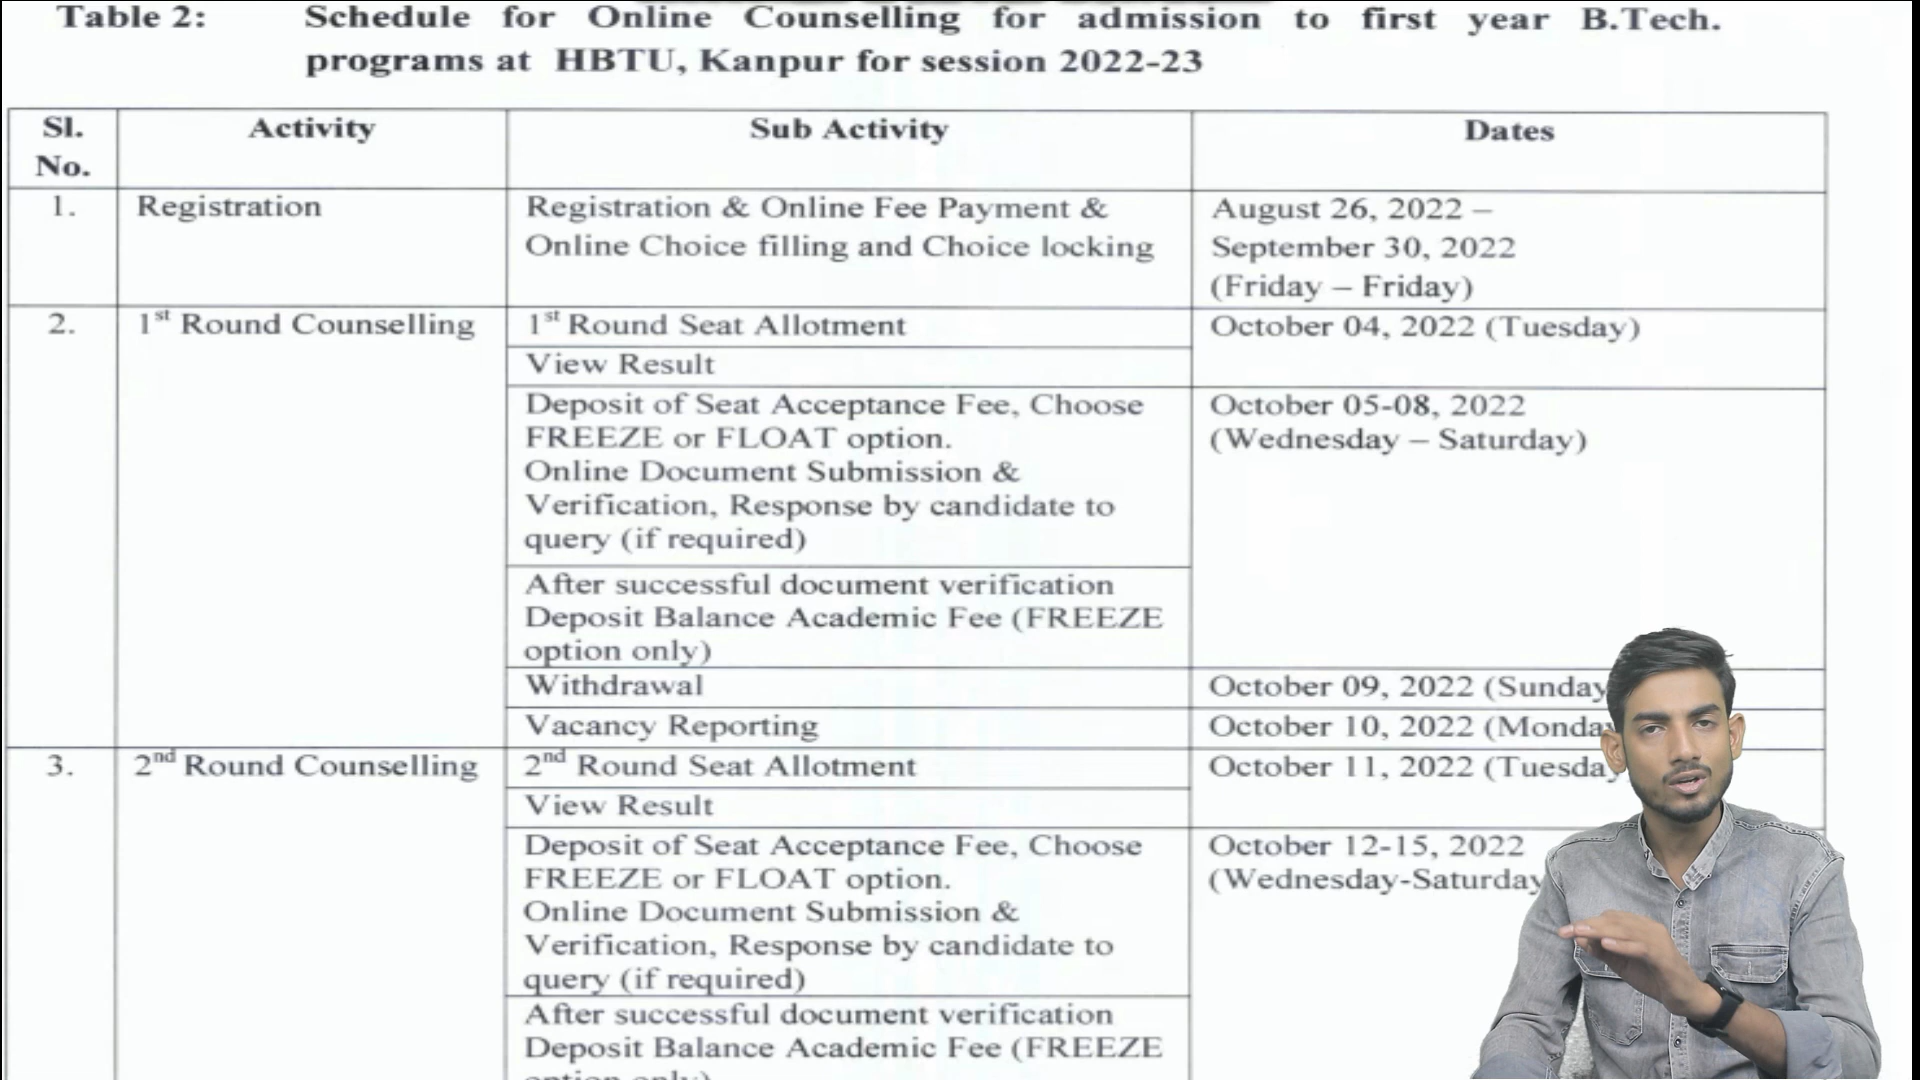 Table 2: Schedule for Online Counselling for admission to first year B.Tech.
programs at HBTU, Kanpur for session 2022-23
Sl. No. Activity Sub Activity Dates
1. Registration Registration & Online Fee Payment & August 26, 2022 –
Online Choice filling and Choice locking September 30, 2022
(Friday – Friday)
2. 1st Round Counselling 1st Round Seat Allotment October 04, 2022 (Tuesday)
View Result
Deposit of Seat Acceptance Fee, Choose October 05-08, 2022
FREEZE or FLOAT option. (Wednesday – Saturday)
Online Document Submission &
Verification, Response by candidate to
query (if required)
After successful document verification
Deposit Balance Academic Fee (FREEZE
option only)
Withdrawal October 09, 2022 (Sunday
Vacancy Reporting October 10, 2022 (Monda
3. 2nd Round Counselling 2nd Round Seat Allotment October 11, 2022 (Tuesda
View Result
Deposit of Seat Acceptance Fee, Choose October 12-15, 2022
FREEZE or FLOAT option. (Wednesday-Saturday
Online Document Submission &
Verification, Response by candidate to
query (if required)
After successful document verification
Deposit Balance Academic Fee (FREEZE